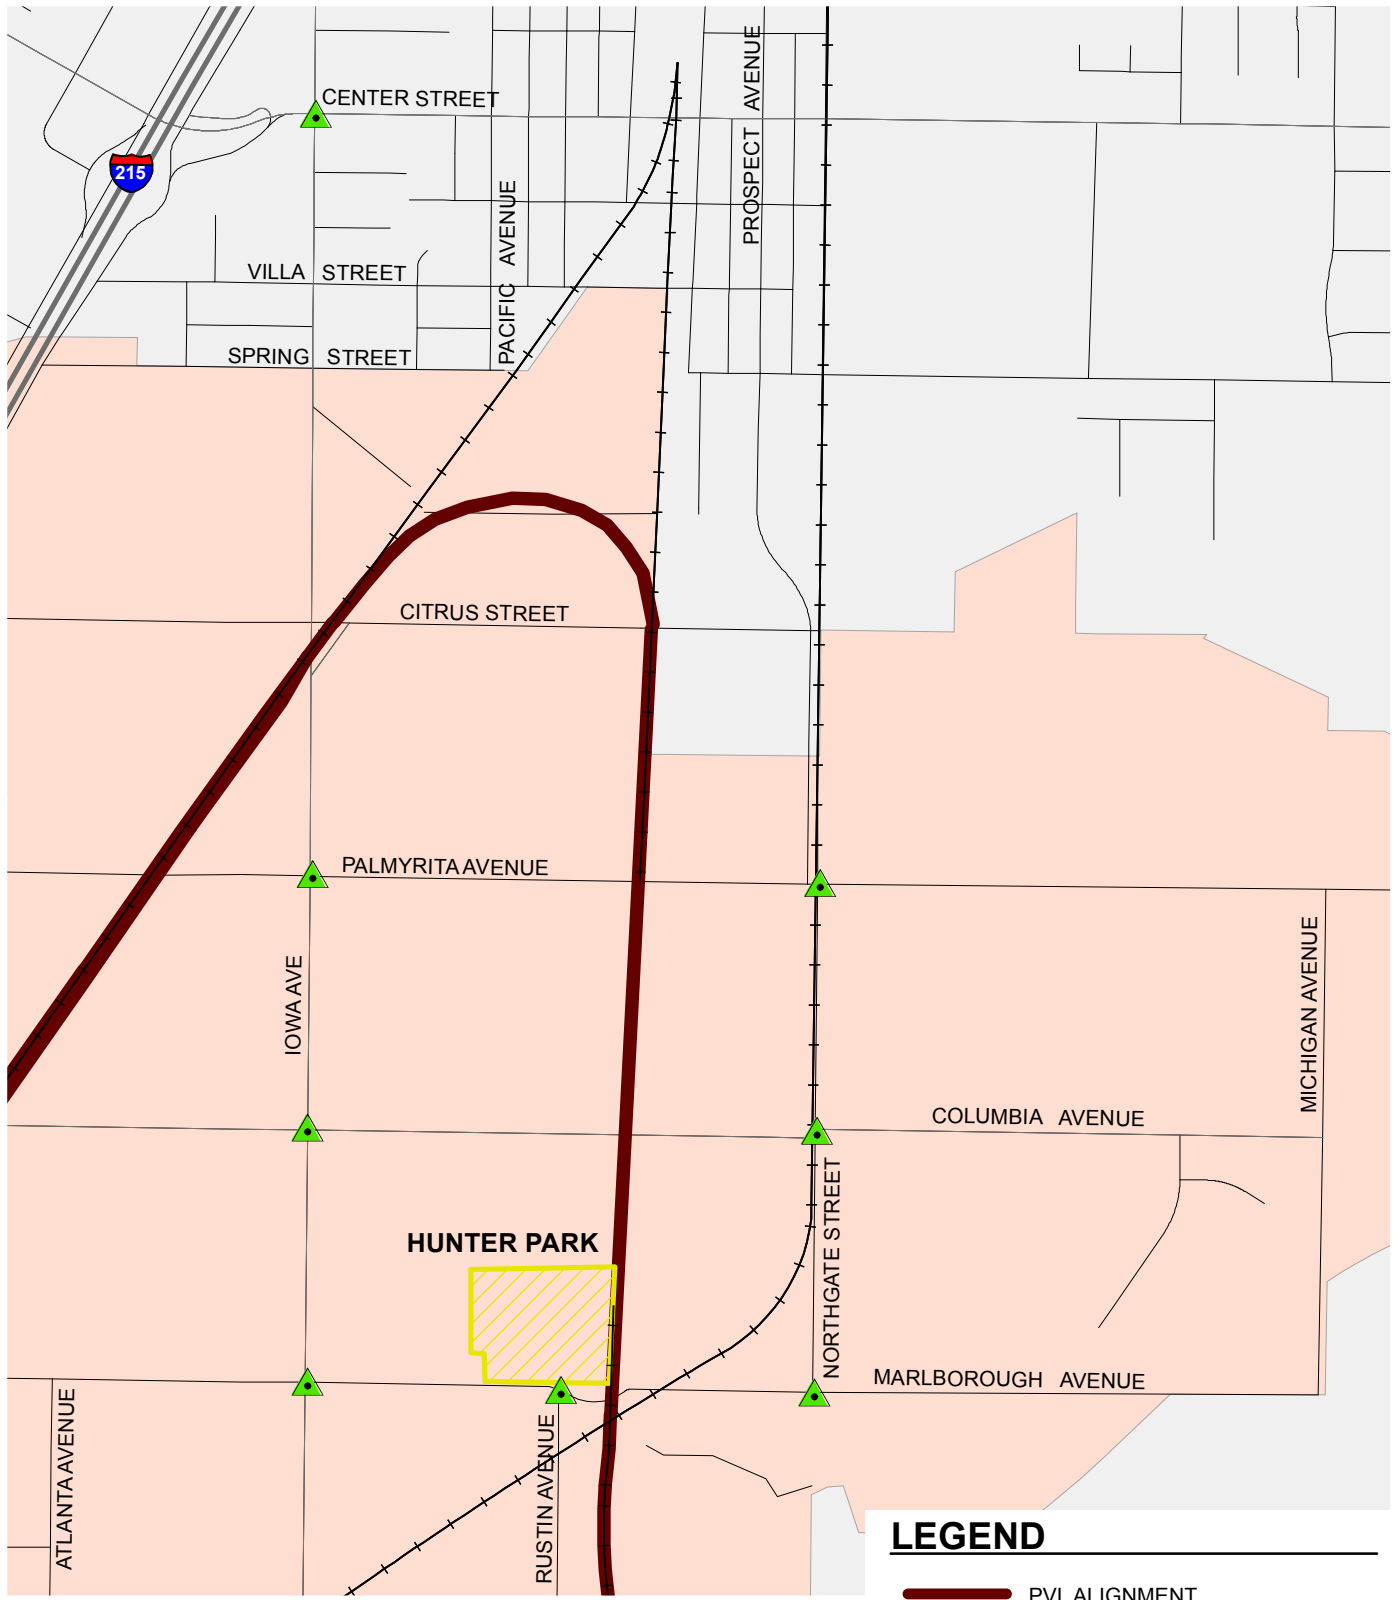 CENTER STREET
PROSPECT AVENUE
215
PACIFIC AVENUE
VILLA STREET
SPRING STREET
CITRUS STREET
PALMYRITA AVENUE
IOWA AVE
MICHIGAN AVENUE
COLUMBIA AVENUE
NORTHGATE STREET
HUNTER PARK
MARLBOROUGH AVENUE
ATLANTA AVENUE
RUSTIN AVENUE
LEGEND
PVL ALIGNMENT